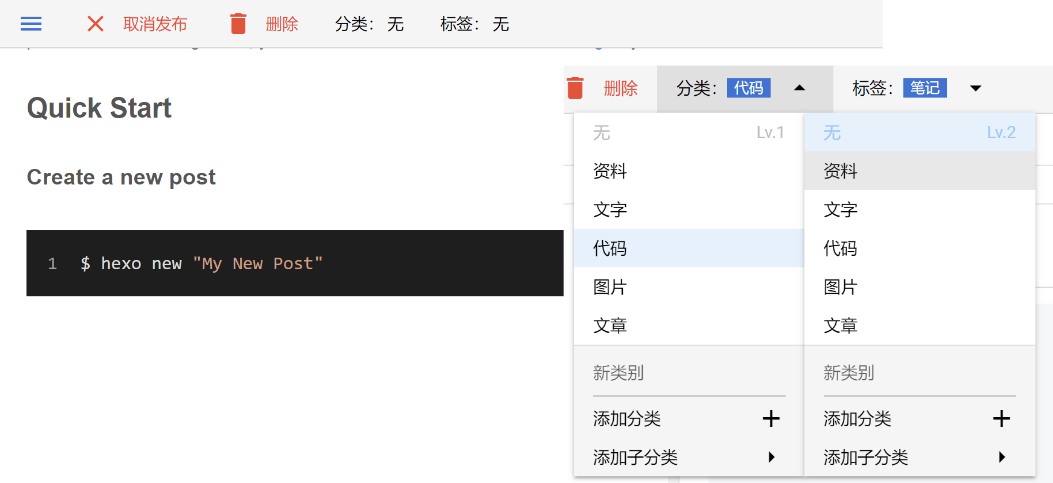 取消发布 删除 分类： 无 标签： 无
Quick Start
Create a new post
1 $ hexo new "My New Post"
删除 分类： 代码 标签： 笔记
无 Lv.1
资料
文字
代码
图片
文章
新类别
添加分类
添加子分类
无 Lv.2
资料
文字
代码
图片
文章
新类别
添加分类
添加子分类